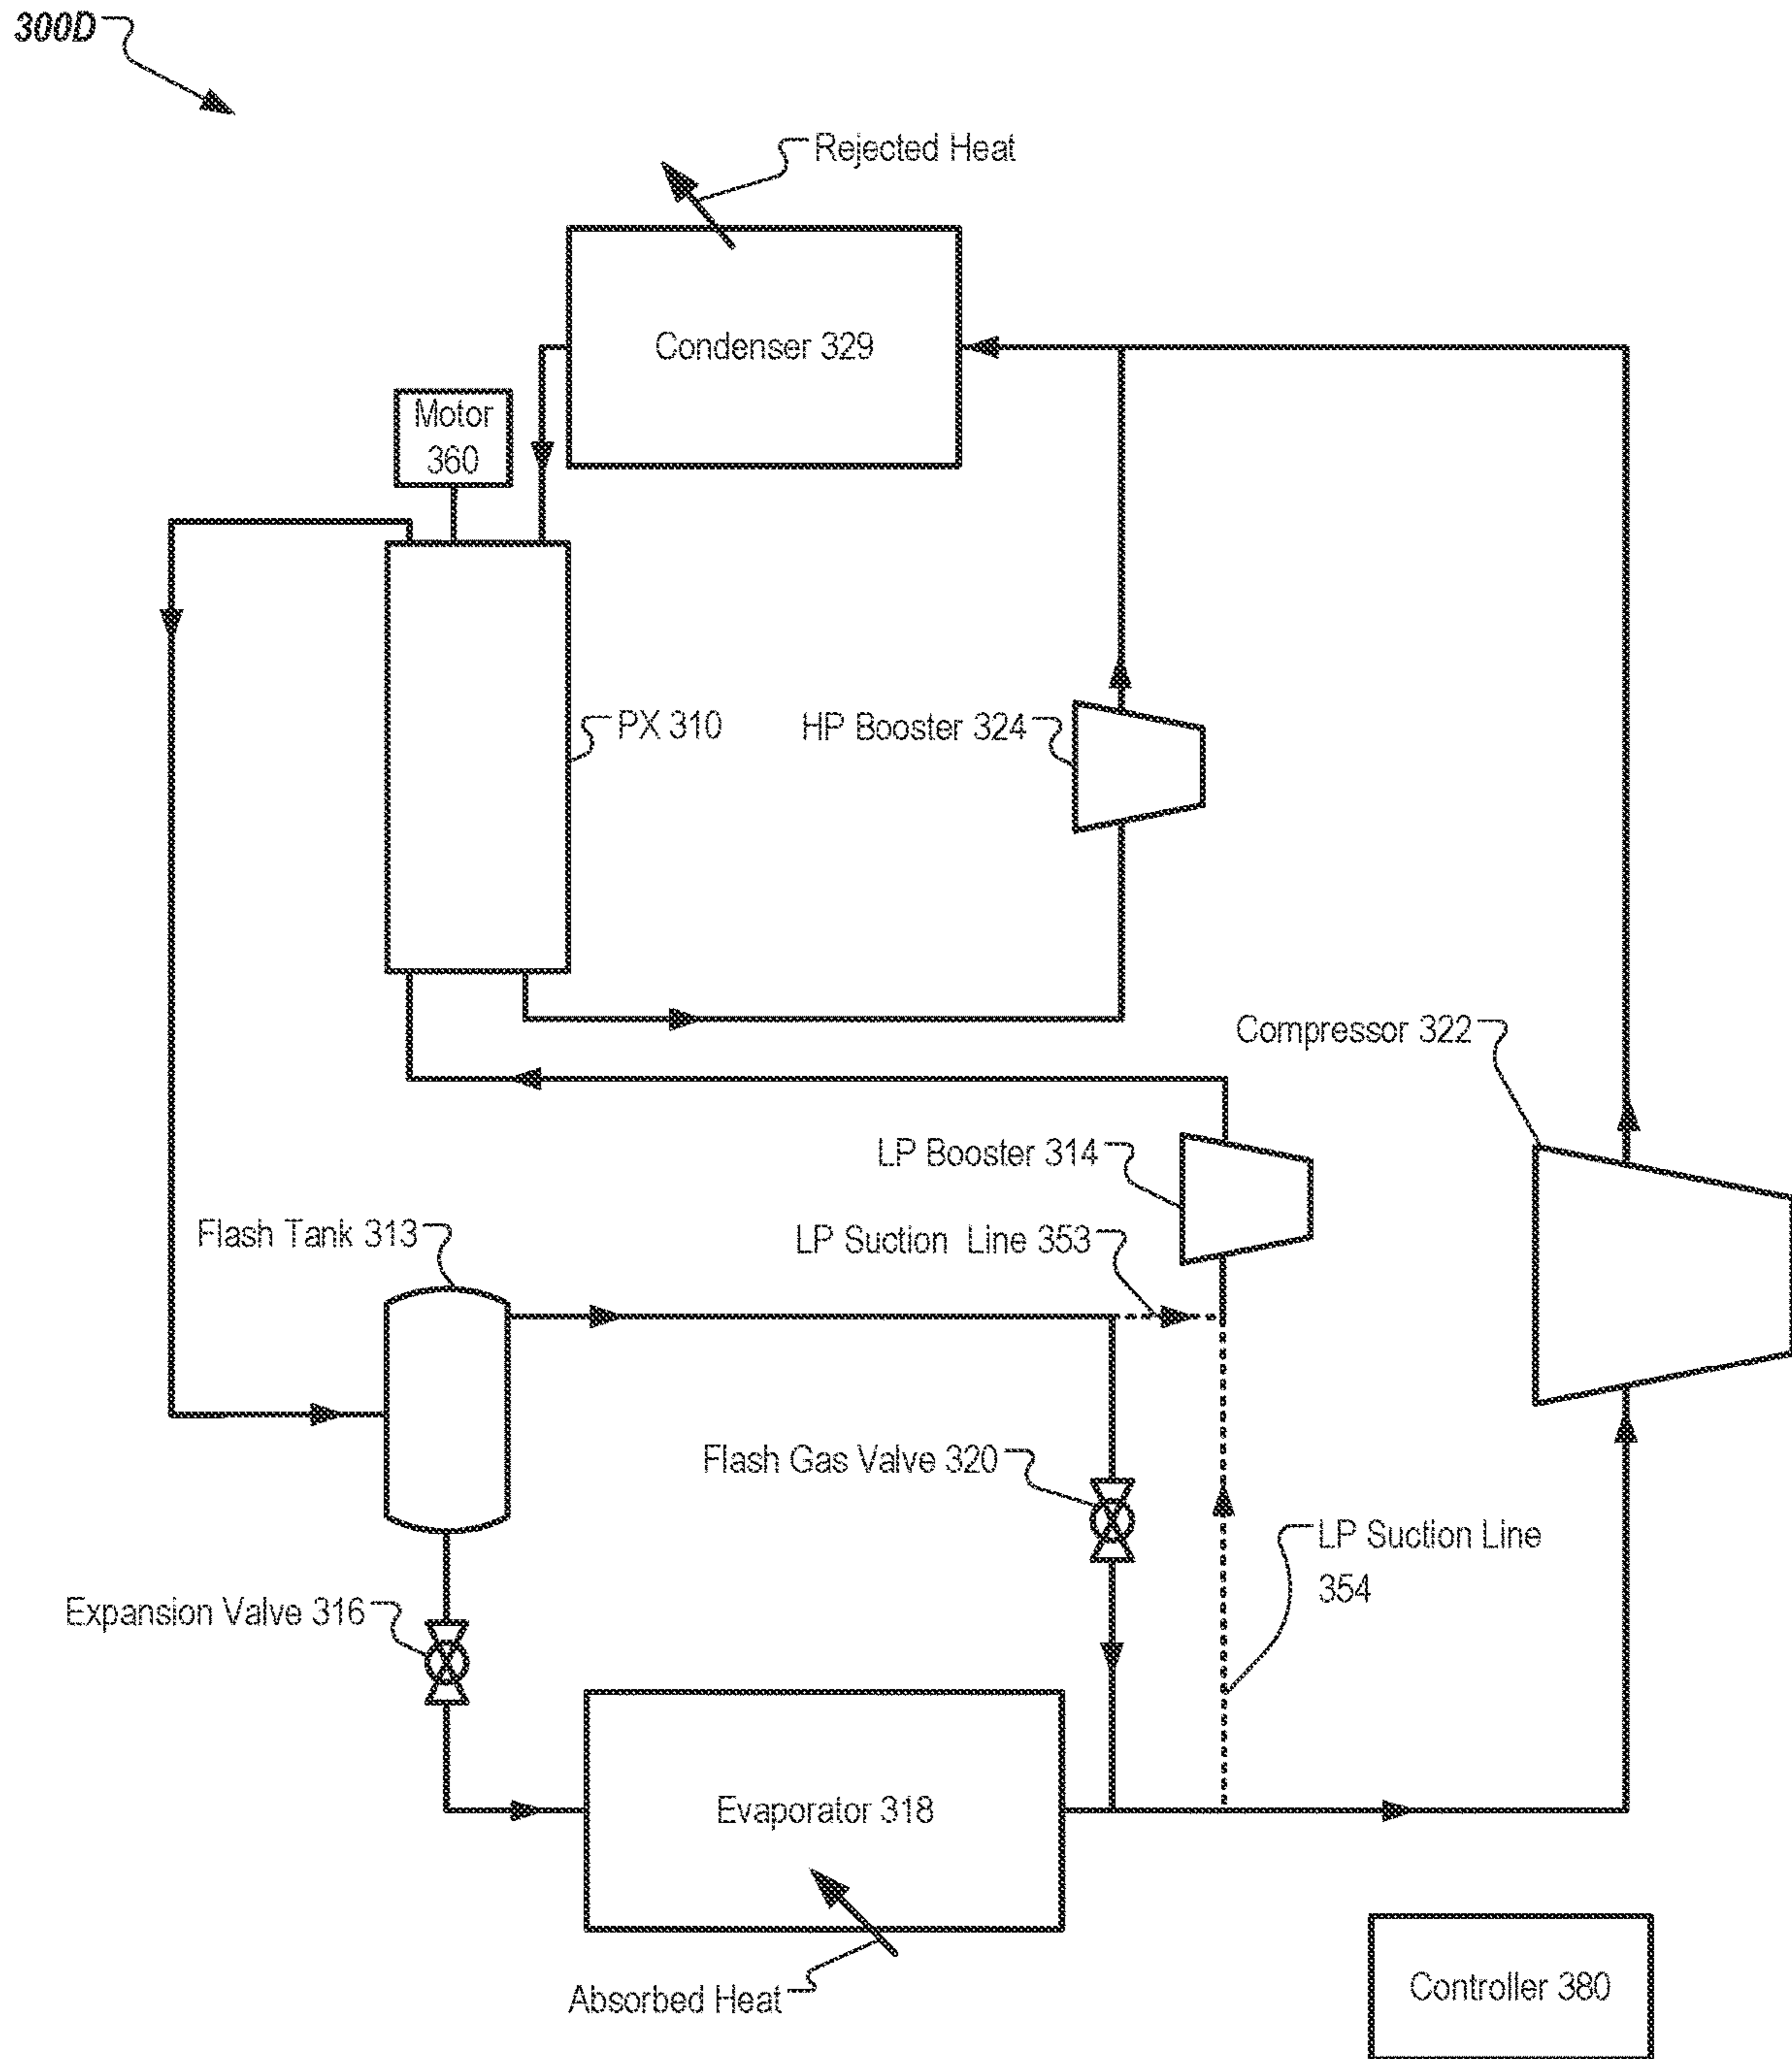 300D
Rejected Heat
Condenser 329
Motor
360
PX 310
HP Booster 324
Compressor 322
LP Booster 314
Flash Tank 313
LP Suction Line 353
Flash Gas Valve 320
LP Suction Line
354
Expansion Valve 316
Evaporator 318
Absorbed Heat
Controller 380